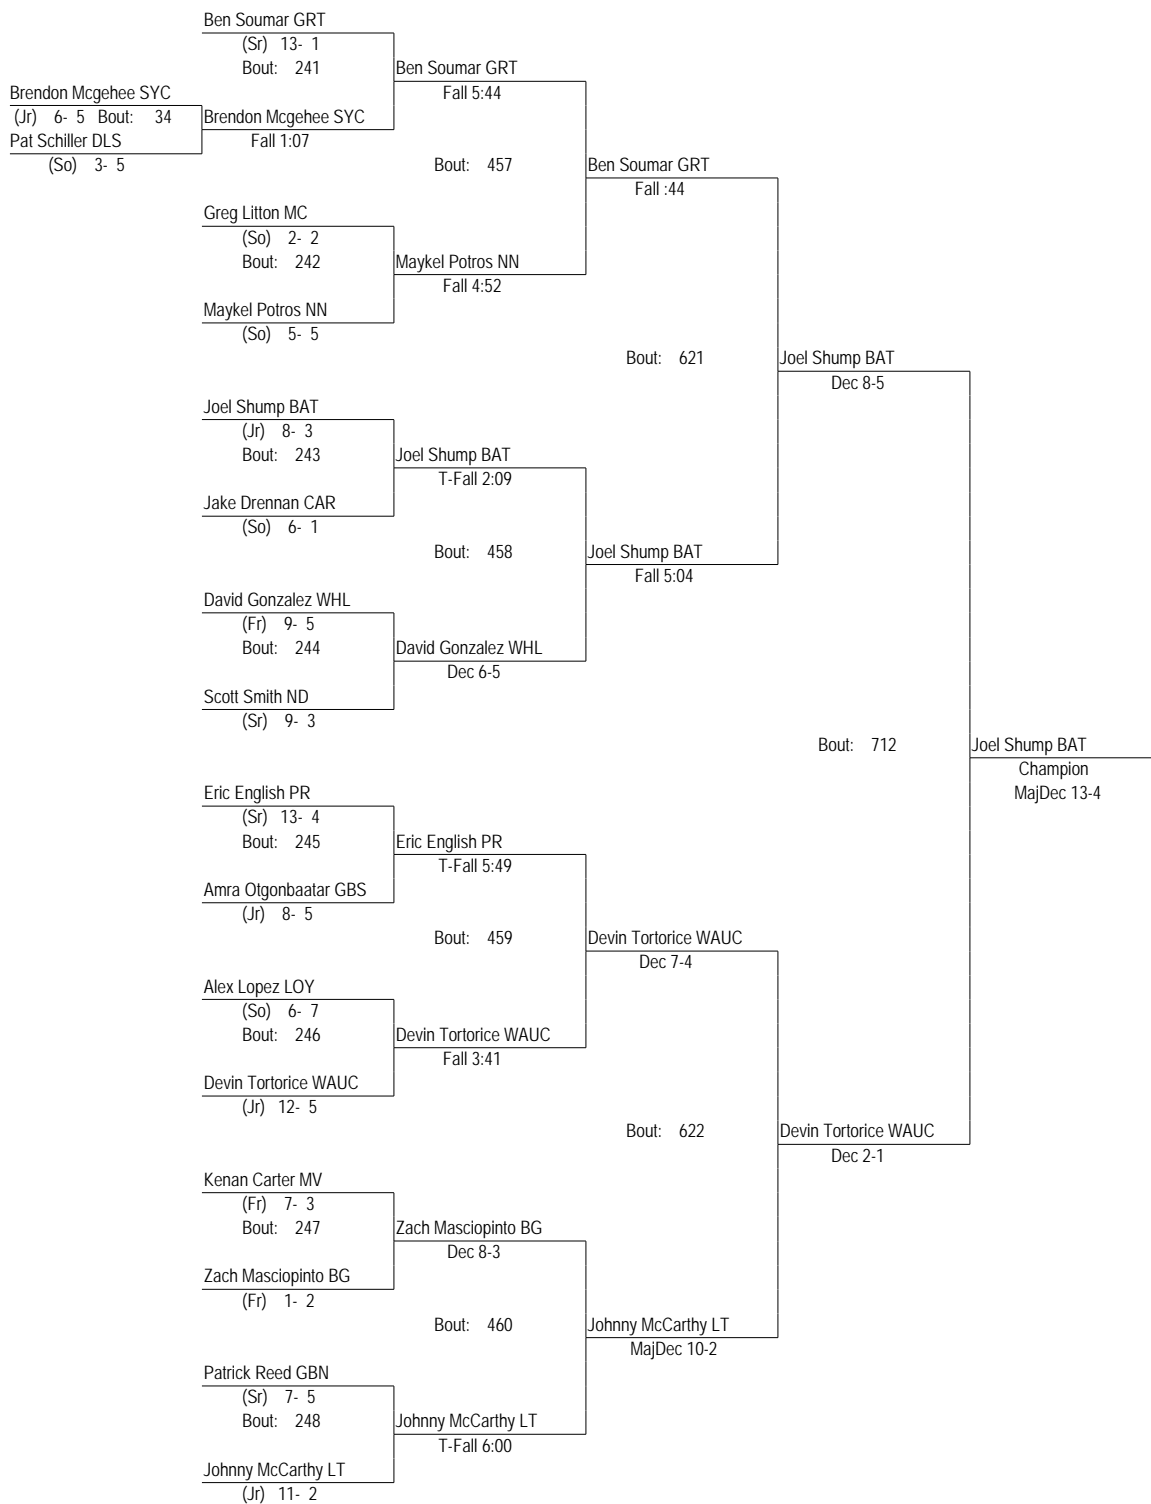 Ben Soumar GRT
(Sr) 13- 1
Bout: 241
Ben Soumar GRT
Fall 5:44
Brendon Mcgehee SYC
(Jr) 6- 5 Bout: 34
Brendon Mcgehee SYC
Fall 1:07
Pat Schiller DLS
(So) 3- 5
Bout: 457
Ben Soumar GRT
Fall :44
Greg Litton MC
(So) 2- 2
Bout: 242
Maykel Potros NN
Fall 4:52
Maykel Potros NN
(So) 5- 5
Bout: 621
Joel Shump BAT
Dec 8-5
Joel Shump BAT
(Jr) 8- 3
Bout: 243
Joel Shump BAT
T-Fall 2:09
Jake Drennan CAR
(So) 6- 1
Bout: 458
Joel Shump BAT
Fall 5:04
David Gonzalez WHL
(Fr) 9- 5
Bout: 244
David Gonzalez WHL
Dec 6-5
Scott Smith ND
(Sr) 9- 3
Bout: 712
Joel Shump BAT
Champion
MajDec 13-4
Eric English PR
(Sr) 13- 4
Bout: 245
Eric English PR
T-Fall 5:49
Amra Otgonbaatar GBS
(Jr) 8- 5
Bout: 459
Devin Tortorice WAUC
Dec 7-4
Alex Lopez LOY
(So) 6- 7
Bout: 246
Devin Tortorice WAUC
Fall 3:41
Devin Tortorice WAUC
(Jr) 12- 5
Bout: 622
Devin Tortorice WAUC
Dec 2-1
Kenan Carter MV
(Fr) 7- 3
Bout: 247
Zach Masciopinto BG
Dec 8-3
Zach Masciopinto BG
(Fr) 1- 2
Bout: 460
Johnny McCarthy LT
MajDec 10-2
Patrick Reed GBN
(Sr) 7- 5
Bout: 248
Johnny McCarthy LT
T-Fall 6:00
Johnny McCarthy LT
(Jr) 11- 2